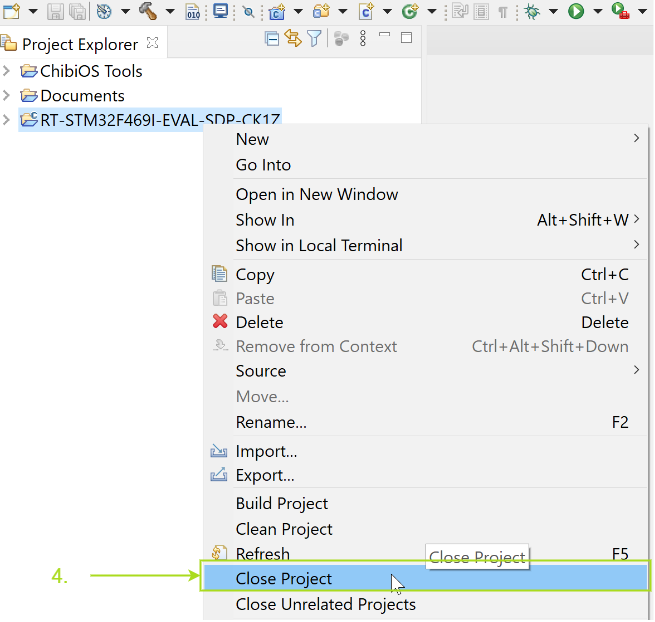 010
Project Explorer
ChibiOS Tools
Documents
RT-STM32F469I-EVAL-SDP-CK1Z
New
Go Into
Open in New Window
Show In Alt+Shift+W
Show in Local Terminal
Copy Ctrl+C
Paste Ctrl+V
Delete Delete
Remove from Context Ctrl+Alt+Shift+Down
Source
Move...
Rename... F2
Import...
Export...
Build Project
Clean Project
Refresh F5
Close Project
4. Close Project
Close Unrelated Projects